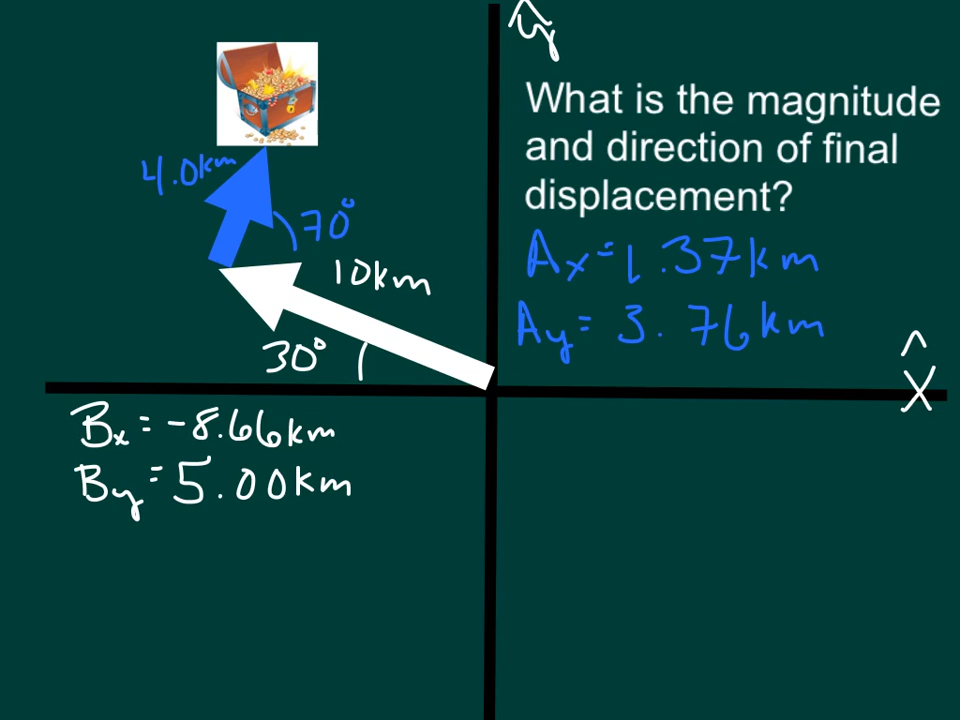 ŷ
What is the magnitude
and direction of final
displacement?
4.0km
70°
10km
30°
Ax=1.37km
Ay=3.76km
x̂
Bx=-8.66km
By=5.00km